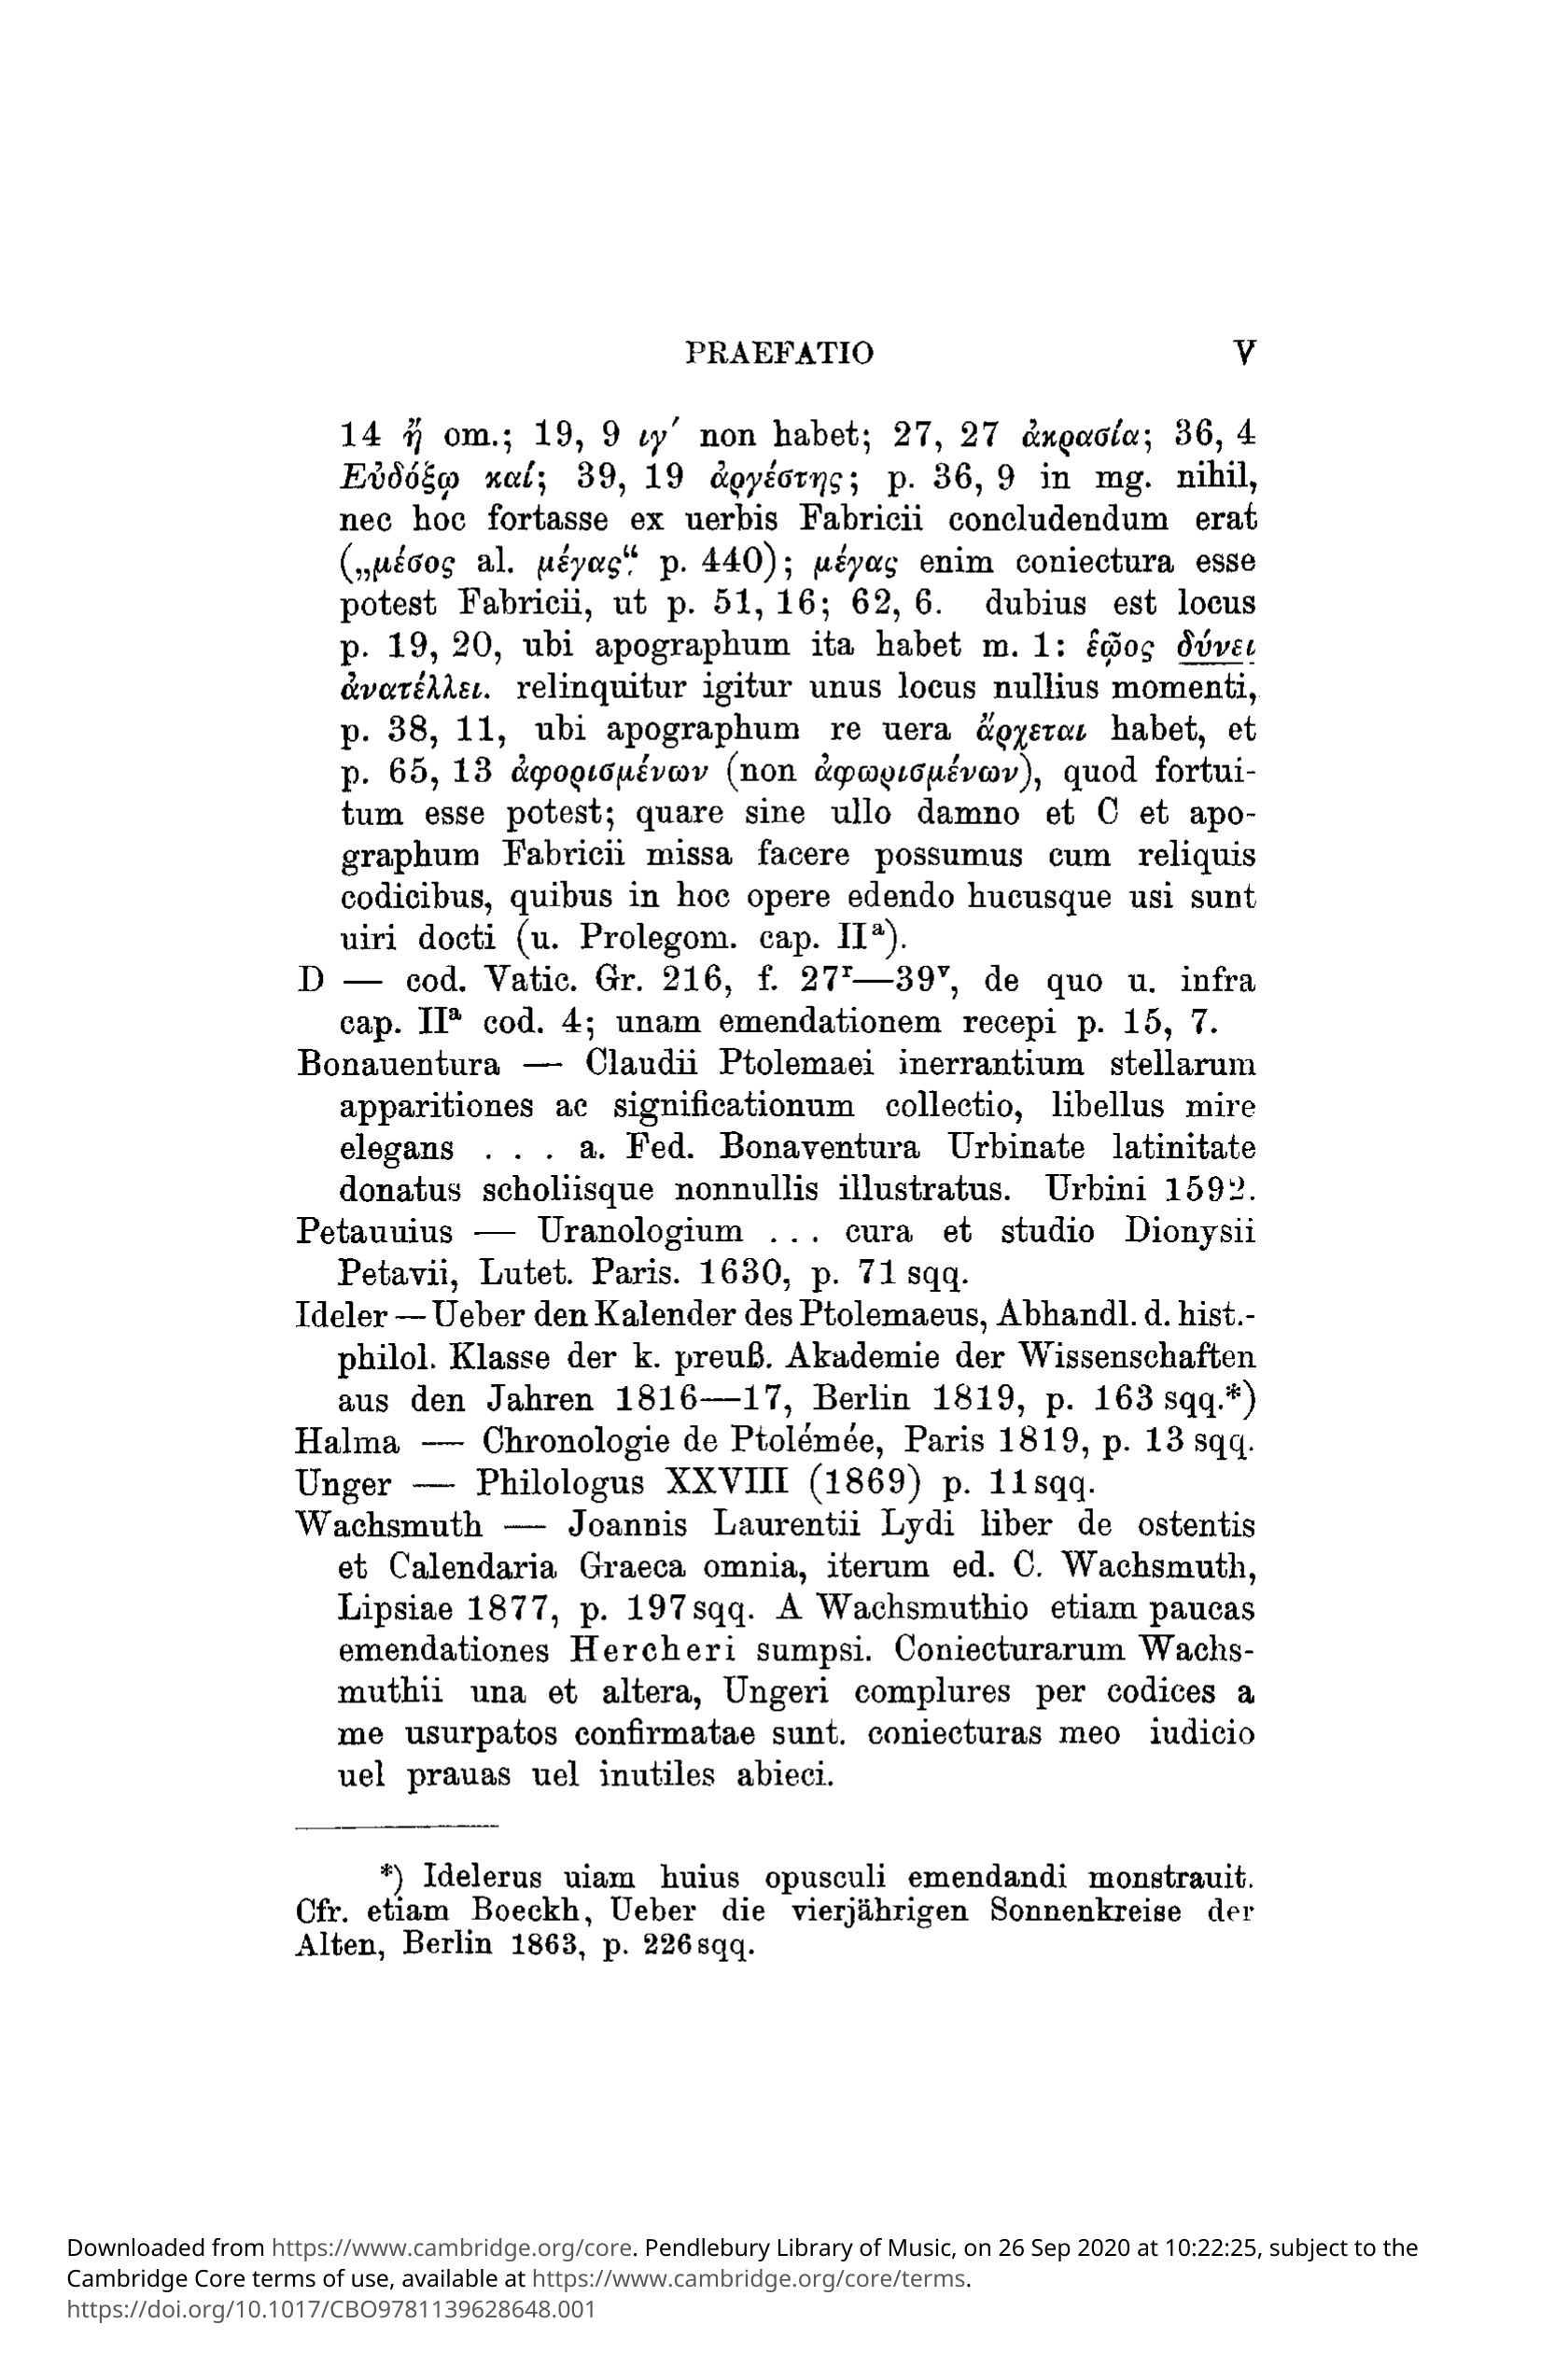 PRAEFATIO V
14 ἤ om.; 19, 9 ιγ′ non habet; 27, 27 ἀκρασία; 36, 4
Εὐδόξῳ καί; 39, 19 ἀργέστης; p. 36, 9 in mg. nihil,
nec hoc fortasse ex uerbis Fabricii concludendum erat
(„μέσος al. μέγας“ p. 440); μέγας enim coniectura esse
potest Fabricii, ut p. 51, 16; 62, 6. dubius est locus
p. 19, 20, ubi apographum ita habet m. 1: ἑῷος δύνει
ἀνατέλλει. relinquitur igitur unus locus nullius momenti,
p. 38, 11, ubi apographum re uera ἄρχεται habet, et
p. 65, 13 ἀφορισμένων (non ἀφωρισμένων), quod fortui-
tum esse potest; quare sine ullo damno et C et apo-
graphum Fabricii missa facere possumus cum reliquis
codicibus, quibus in hoc opere edendo hucusque usi sunt
uiri docti (u. Prolegom. cap. IIᵃ).
D — cod. Vatic. Gr. 216, f. 27ʳ—39ᵛ, de quo u. infra
cap. IIᵃ cod. 4; unam emendationem recepi p. 15, 7.
Bonauentura — Claudii Ptolemaei inerrantium stellarum
apparitiones ac significationum collectio, libellus mire
elegans . . . a. Fed. Bonaventura Urbinate latinitate
donatus scholiisque nonnullis illustratus. Urbini 1592.
Petauuius — Uranologium ... cura et studio Dionysii
Petavii, Lutet. Paris. 1630, p. 71 sqq.
Ideler — Ueber den Kalender des Ptolemaeus, Abhandl. d. hist.-
philol. Klasse der k. preuß. Akademie der Wissenschaften
aus den Jahren 1816—17, Berlin 1819, p. 163 sqq.*)
Halma — Chronologie de Ptolémée, Paris 1819, p. 13 sqq.
Unger — Philologus XXVIII (1869) p. 11 sqq.
Wachsmuth — Joannis Laurentii Lydi liber de ostentis
et Calendaria Graeca omnia, iterum ed. C. Wachsmuth,
Lipsiae 1877, p. 197 sqq. A Wachsmuthio etiam paucas
emendationes Hercheri sumpsi. Coniecturarum Wachs-
muthii una et altera, Ungeri complures per codices a
me usurpatos confirmatae sunt. coniecturas meo iudicio
uel prauas uel inutiles abieci.
*) Idelerus uiam huius opusculi emendandi monstrauit.
Cfr. etiam Boeckh, Ueber die vierjährigen Sonnenkreise der
Alten, Berlin 1863, p. 226 sqq.
Downloaded from https://www.cambridge.org/core. Pendlebury Library of Music, on 26 Sep 2020 at 10:22:25, subject to the
Cambridge Core terms of use, available at https://www.cambridge.org/core/terms.
https://doi.org/10.1017/CBO9781139628648.001